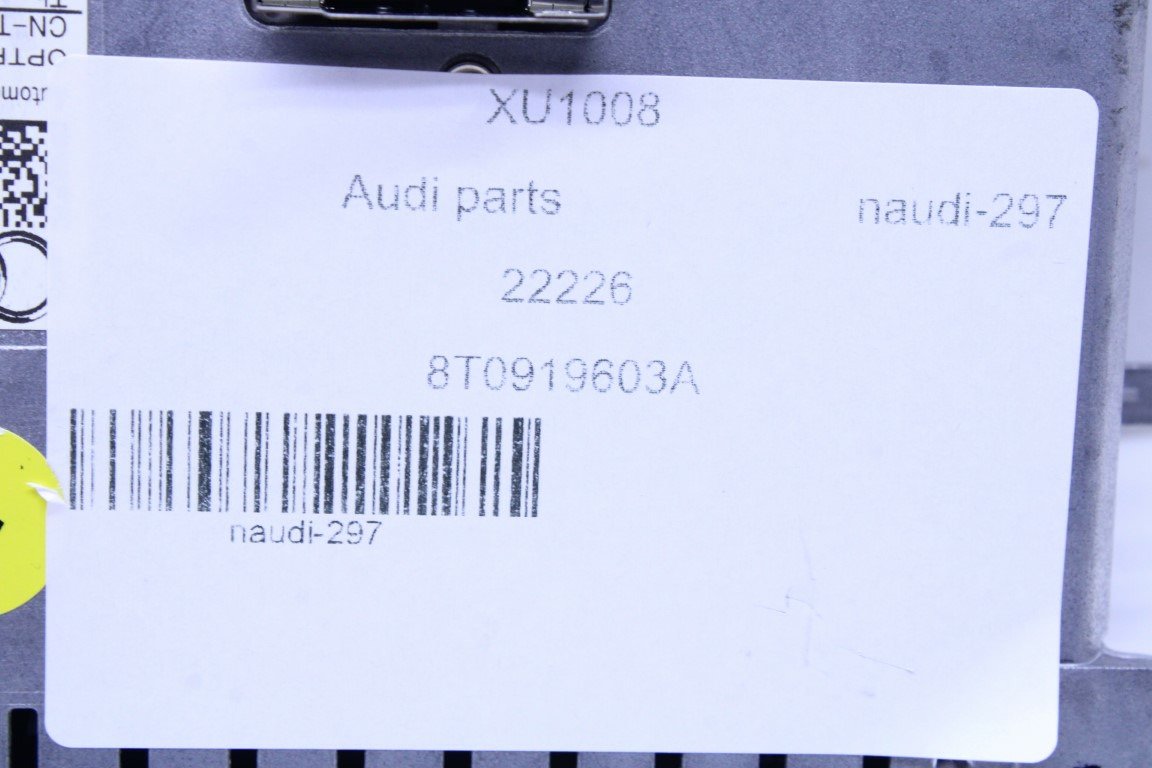 XU1008
Audi parts naudi-297
22226
8T0919603A
naudi-297